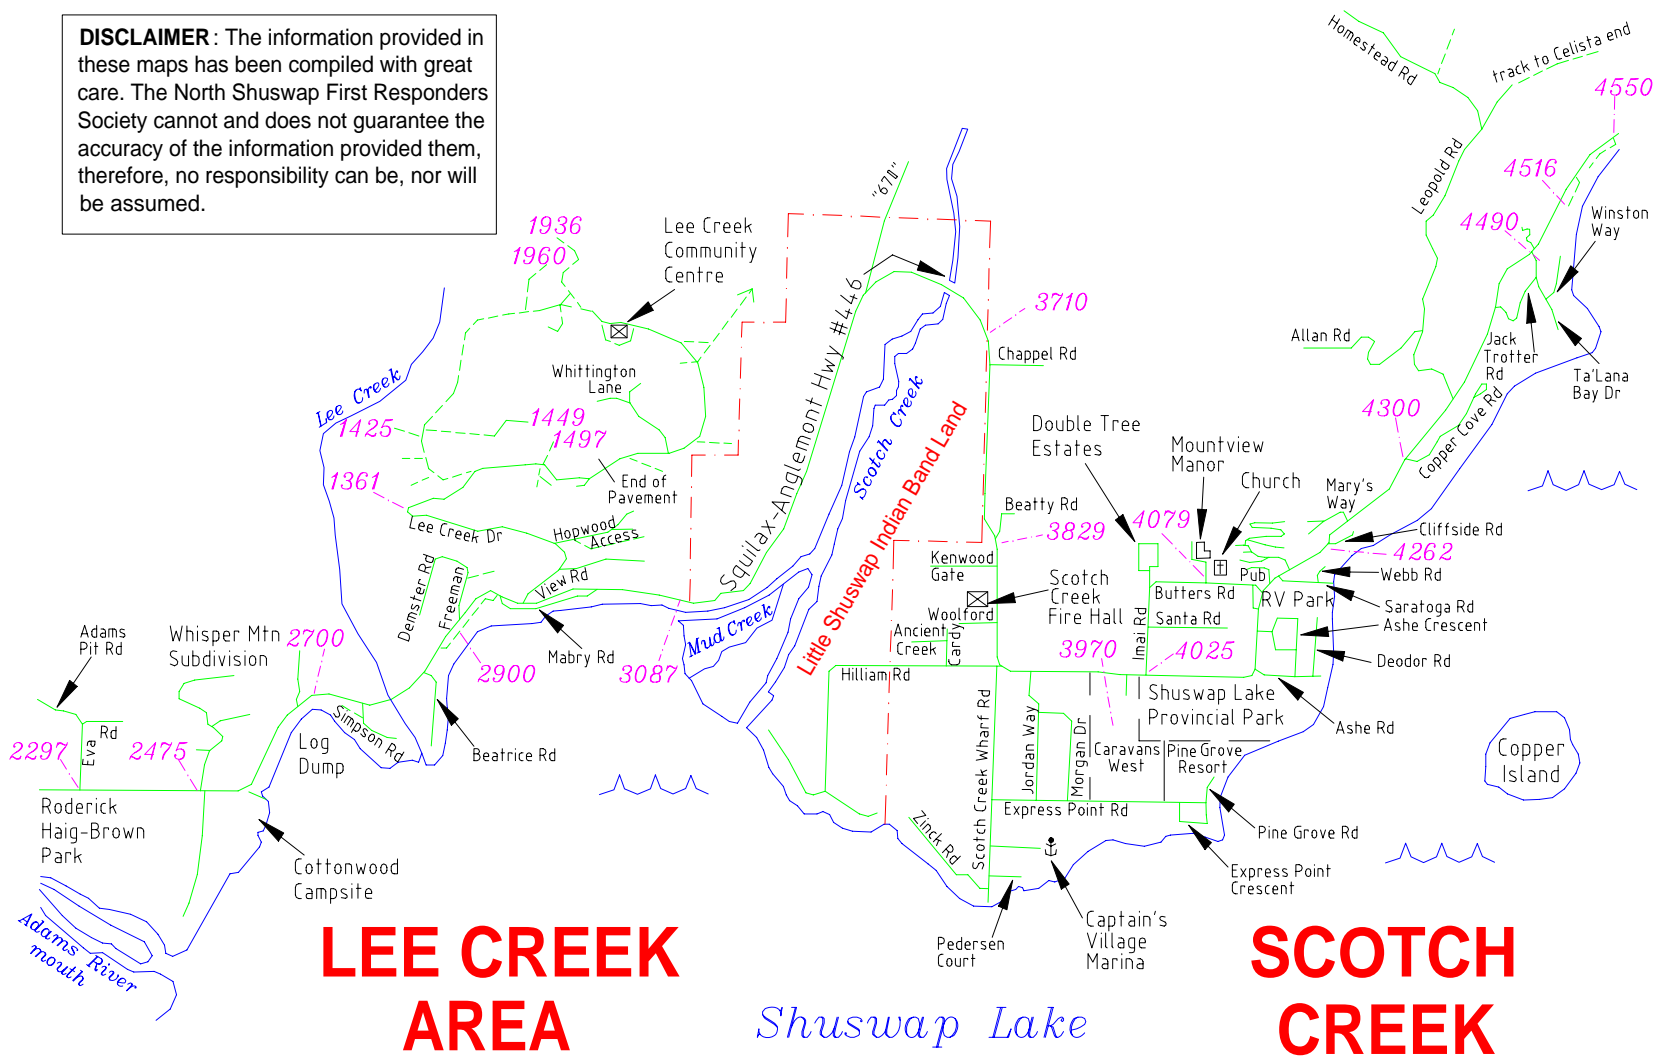 DISCLAIMER: The information provided in
these maps has been compiled with great
care. The North Shuswap First Responders
Society cannot and does not guarantee the
accuracy of the information provided them,
therefore, no responsibility can be, nor will
be assumed.
Homestead Rd
track to Celista end
4550
Leopold Rd
4516
4490
Winston
Way
"670"
1936
1960
Lee Creek
Community
Centre
3710
Chappel Rd
Allan Rd
Jack
Trotter
Rd
Ta'Lana
Bay Dr
Squilax-Anglemont Hwy #446
Scotch Creek
Little Shuswap Indian Band Land
Lee Creek
Whittington
Lane
1425
1449
1497
1361
End of
Pavement
Lee Creek Dr
Hopwood
Access
Double Tree
Estates
Mountview
Manor
Church
4300
Copper Cove Rd
Mary's
Way
Cliffside Rd
4262
Beatty Rd
3829
4079
Kenwood
Gate
Scotch
Creek
Fire Hall
Woolford
Ancient
Creek
Cardy
Pub
Butters Rd
RV Park
Webb Rd
Saratoga Rd
Ashe Crescent
Santa Rd
Imai Rd
Deodor Rd
3970
4025
Demster Rd
Freeman
View Rd
Mabry Rd
Mud Creek
Adams
Pit Rd
Whisper Mtn
Subdivision
2700
2900
3087
Hilliam Rd
Shuswap Lake
Provincial Park
Ashe Rd
Simpson Rd
Beatrice Rd
Log
Dump
2297
Eva
Rd
2475
Scotch Creek Wharf Rd
Jordan Way
Morgan Dr
Caravans
West
Pine Grove
Resort
Copper
Island
Roderick
Haig-Brown
Park
Express Point Rd
Zinck Rd
Pine Grove Rd
Express Point
Crescent
Cottonwood
Campsite
Pedersen
Court
Captain's
Village
Marina
Adams River
mouth
LEE CREEK
AREA
Shuswap Lake
SCOTCH
CREEK